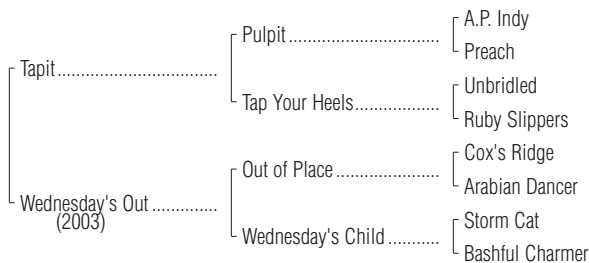 A.P. Indy
Pulpit
Preach
Tapit
Unbridled
Tap Your Heels
Ruby Slippers
Cox's Ridge
Out of Place
Arabian Dancer
Wednesday's Out
(2003)
Storm Cat
Wednesday's Child
Bashful Charmer